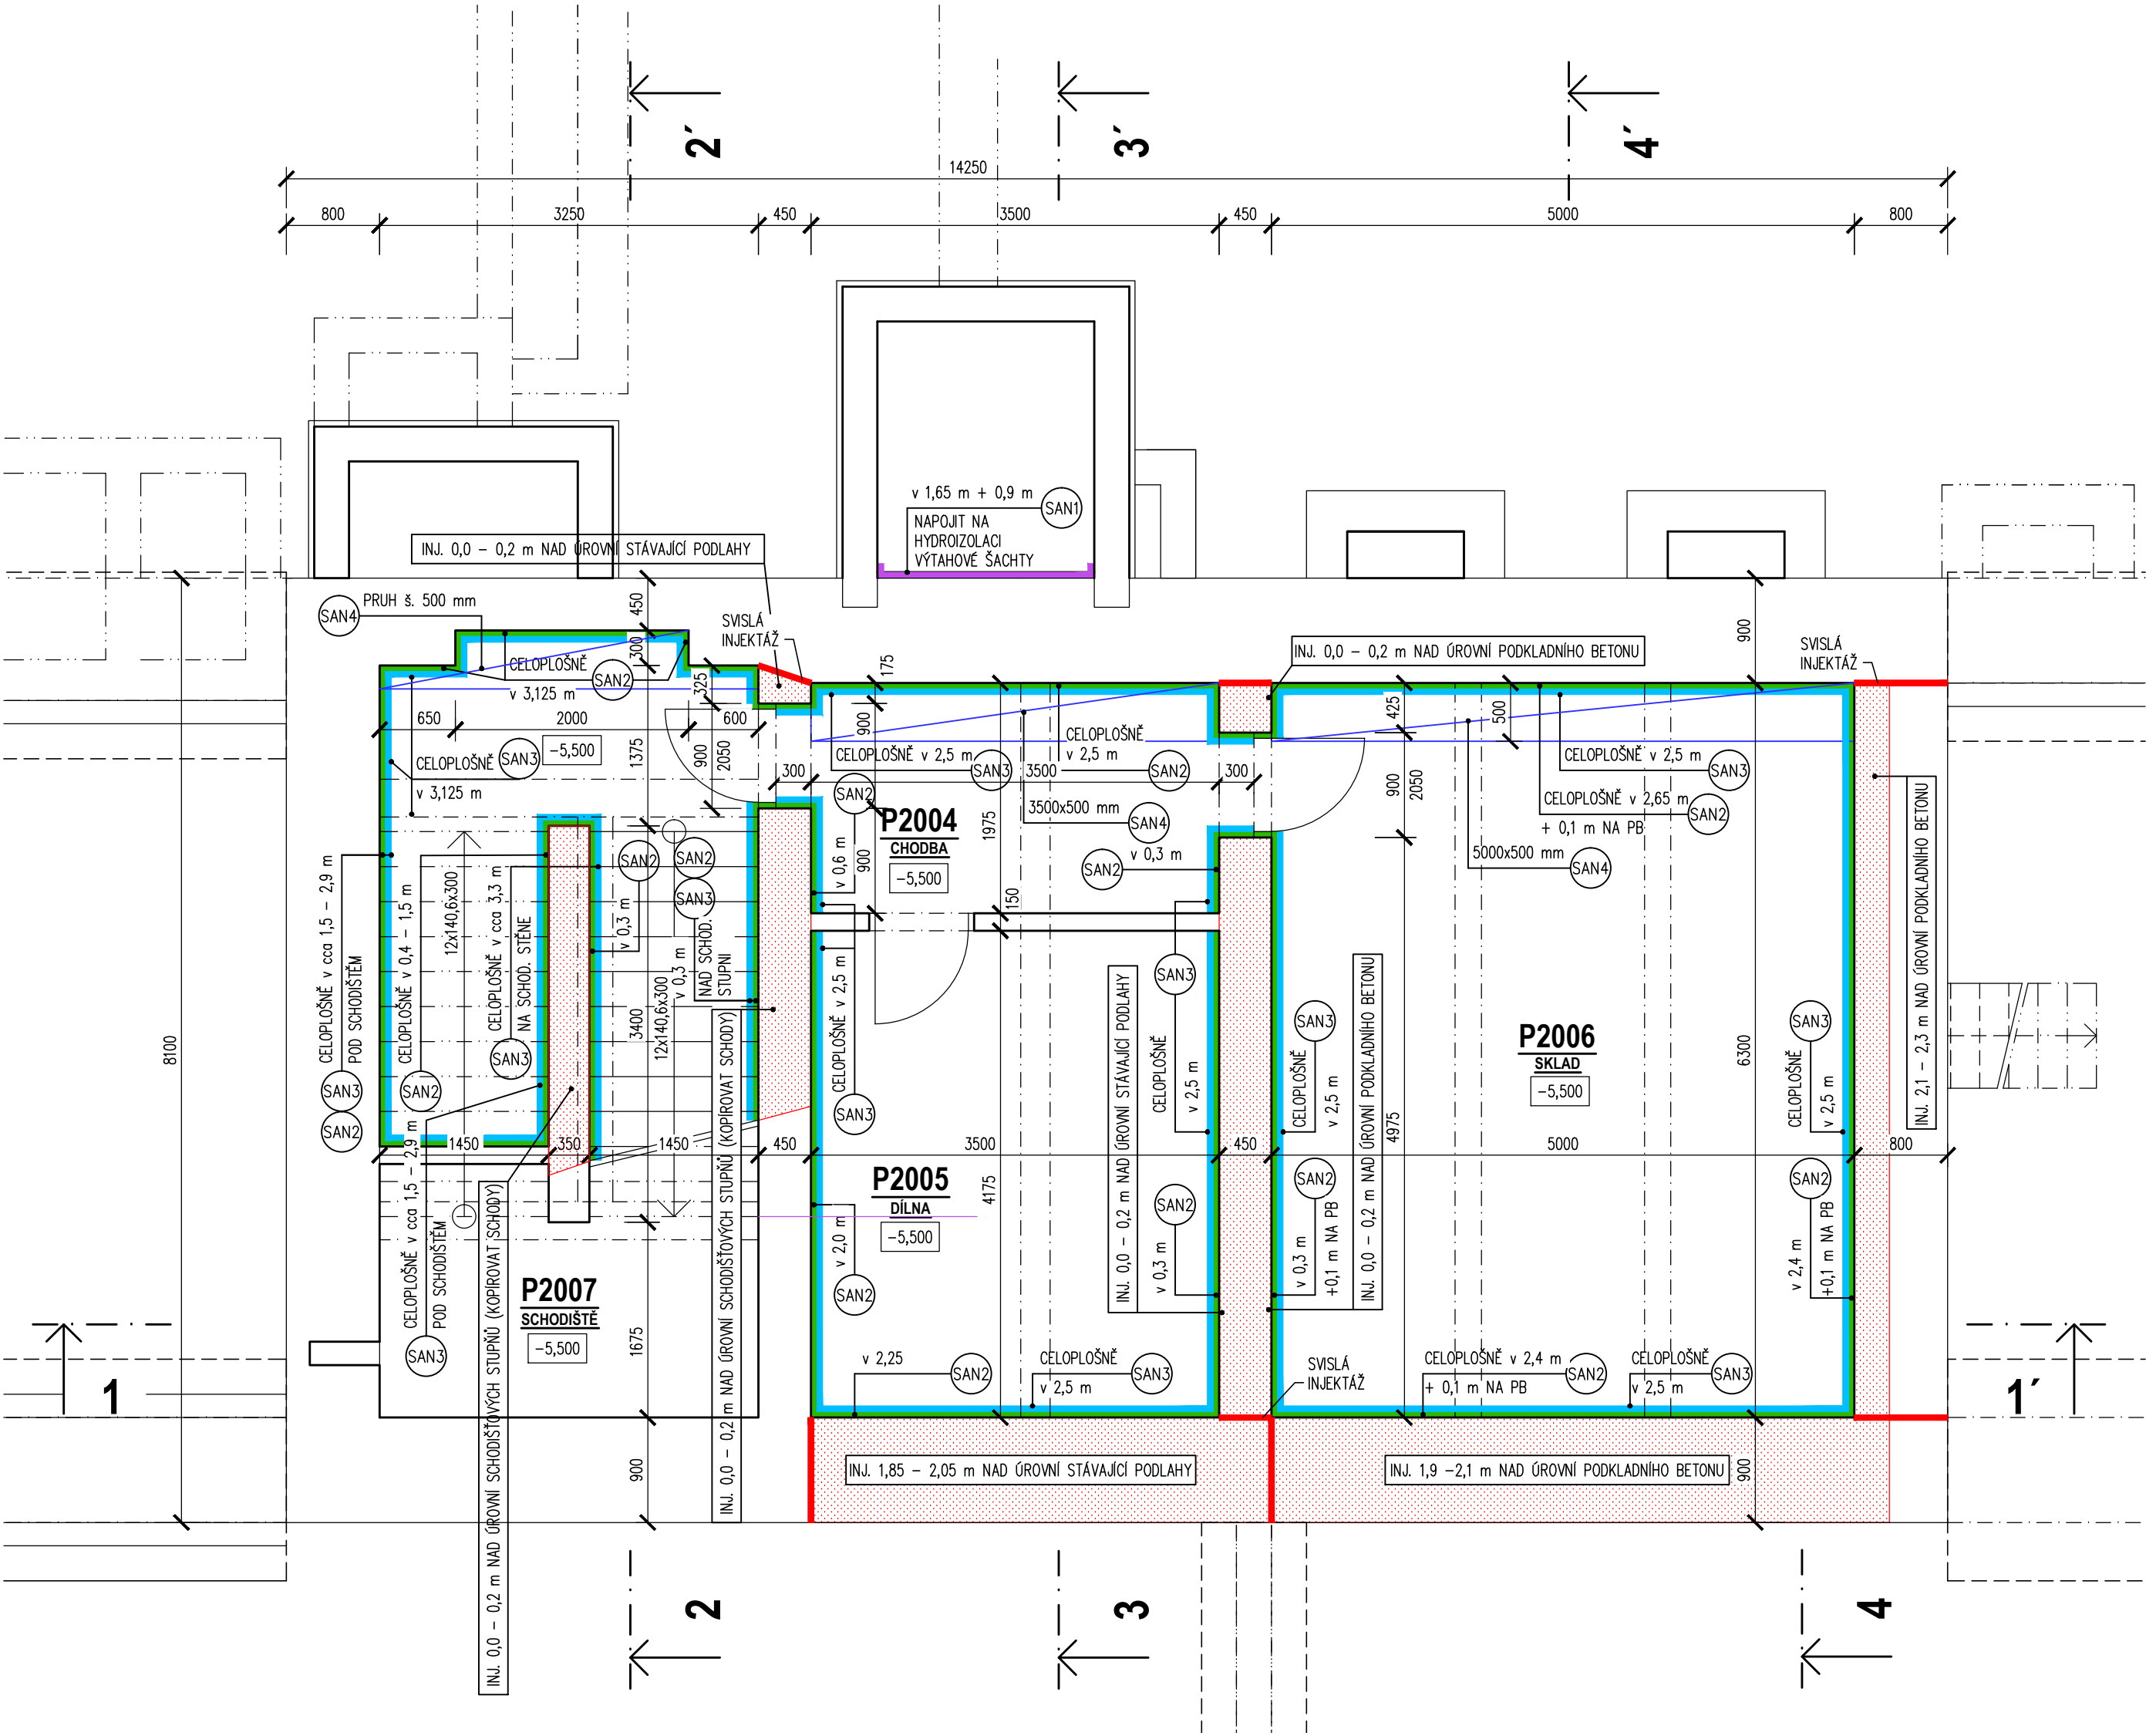 2´
3´
4´
14250
800
3250
450
3500
450
5000
800
v 1,65 m + 0,9 m
SAN1
NAPOJIT NA
HYDROIZOLACI
VÝTAHOVÉ ŠACHTY
INJ. 0,0 – 0,2 m NAD ÚROVNÍ STÁVAJÍCÍ PODLAHY
SAN4
PRUH š. 500 mm
450
300
SVISLÁ
INJEKTÁŽ
INJ. 0,0 – 0,2 m NAD ÚROVNÍ PODKLADNÍHO BETONU
900
SVISLÁ
INJEKTÁŽ
CELOPLOŠNĚ
v 3,125 m
SAN2
325
175
900
425
500
650
2000
600
-5,500
CELOPLOŠNĚ
v 3,125 m
SAN3
1375
900
2050
300
3500
300
CELOPLOŠNĚ v 2,5 m
SAN3
CELOPLOŠNĚ
v 2,5 m
SAN2
3500x500 mm
SAN4
900
2050
CELOPLOŠNĚ v 2,5 m
SAN3
CELOPLOŠNĚ v 2,65 m
+ 0,1 m NA PB
SAN2
5000x500 mm
SAN4
SAN2
v 0,6 m
900
P2004
CHODBA
-5,500
1975
150
v 0,3 m
SAN2
INJ. 2,1 – 2,3 m NAD ÚROVNÍ PODKLADNÍHO BETONU
CELOPLOŠNĚ v cca 1,5 – 2,9 m
POD SCHODIŠTĚM
SAN3
SAN2
CELOPLOŠNĚ v 0,4 – 1,5 m
SAN2
12x140,6x300
CELOPLOŠNĚ v cca 3,3 m
NA SCHOD. STĚNE
SAN3
SAN2
v 0,3 m
SAN2
SAN3
v 0,3 m
NAD SCHOD.
STUPNI
3400
12x140,6x300
CELOPLOŠNĚ v 2,5 m
SAN3
SAN3
CELOPLOŠNĚ
v 2,5 m
INJ. 0,0 – 0,2 m NAD ÚROVNÍ STÁVAJÍCÍ PODLAHY
SAN3
CELOPLOŠNĚ
v 2,5 m
INJ. 0,0 – 0,2 m NAD ÚROVNÍ PODKLADNÍHO BETONU
4975
P2006
SKLAD
-5,500
6300
SAN3
CELOPLOŠNĚ
v 2,5 m
8100
1450
350
1450
450
3500
450
5000
800
CELOPLOŠNĚ v cca 1,5 – 2,9 m
POD SCHODIŠTĚM
SAN3
INJ. 0,0 – 0,2 m NAD ÚROVNÍ SCHODIŠŤOVÝCH STUPŇŮ (KOPÍROVAT SCHODY)
INJ. 0,0 – 0,2 m NAD ÚROVNÍ SCHODIŠŤOVÝCH STUPŇŮ (KOPÍROVAT SCHODY)
P2005
DÍLNA
-5,500
4175
v 2,0 m
SAN2
SAN2
v 0,3 m
SAN2
v 0,3 m
+0,1 m NA PB
SAN2
v 2,4 m
+0,1 m NA PB
P2007
SCHODIŠTĚ
-5,500
1675
v 2,25
SAN2
CELOPLOŠNĚ
v 2,5 m
SAN3
SVISLÁ
INJEKTÁŽ
CELOPLOŠNĚ v 2,4 m
+ 0,1 m NA PB
SAN2
CELOPLOŠNĚ
v 2,5 m
SAN3
1
1´
900
INJ. 1,85 – 2,05 m NAD ÚROVNÍ STÁVAJÍCÍ PODLAHY
INJ. 1,9 –2,1 m NAD ÚROVNÍ PODKLADNÍHO BETONU
900
2
3
4